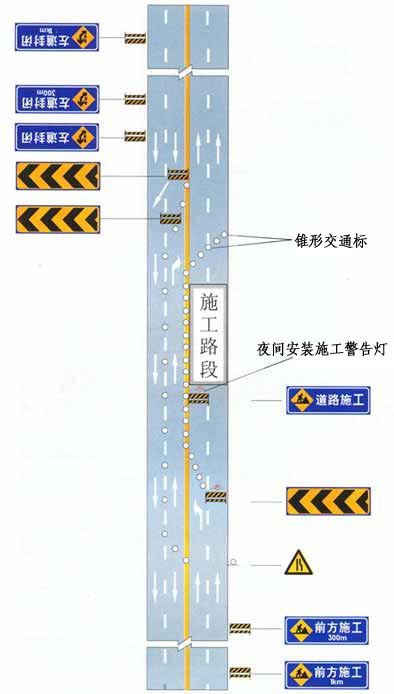 左道封闭
1km
左道封闭
300m
左道封闭
锥形交通标
施工路段
夜间安装施工警告灯
道路施工
前方施工
300m
前方施工
1km